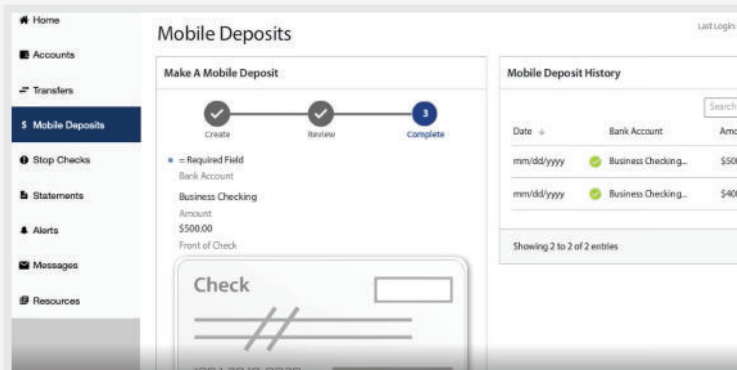 Home
Accounts
Transfers
$ Mobile Deposits
Stop Checks
Statements
Alerts
Messages
Resources
Mobile Deposits
Last Login:
Make A Mobile Deposit
Create
Review
3
Complete
= Required Field
Bank Account
Business Checking
Amount
$500.00
Front of Check
Check
Mobile Deposit History
Search
Date Bank Account Amo
mm/dd/yyyy Business Checking... $500
mm/dd/yyyy Business Checking... $400
Showing 2 to 2 of 2 entries